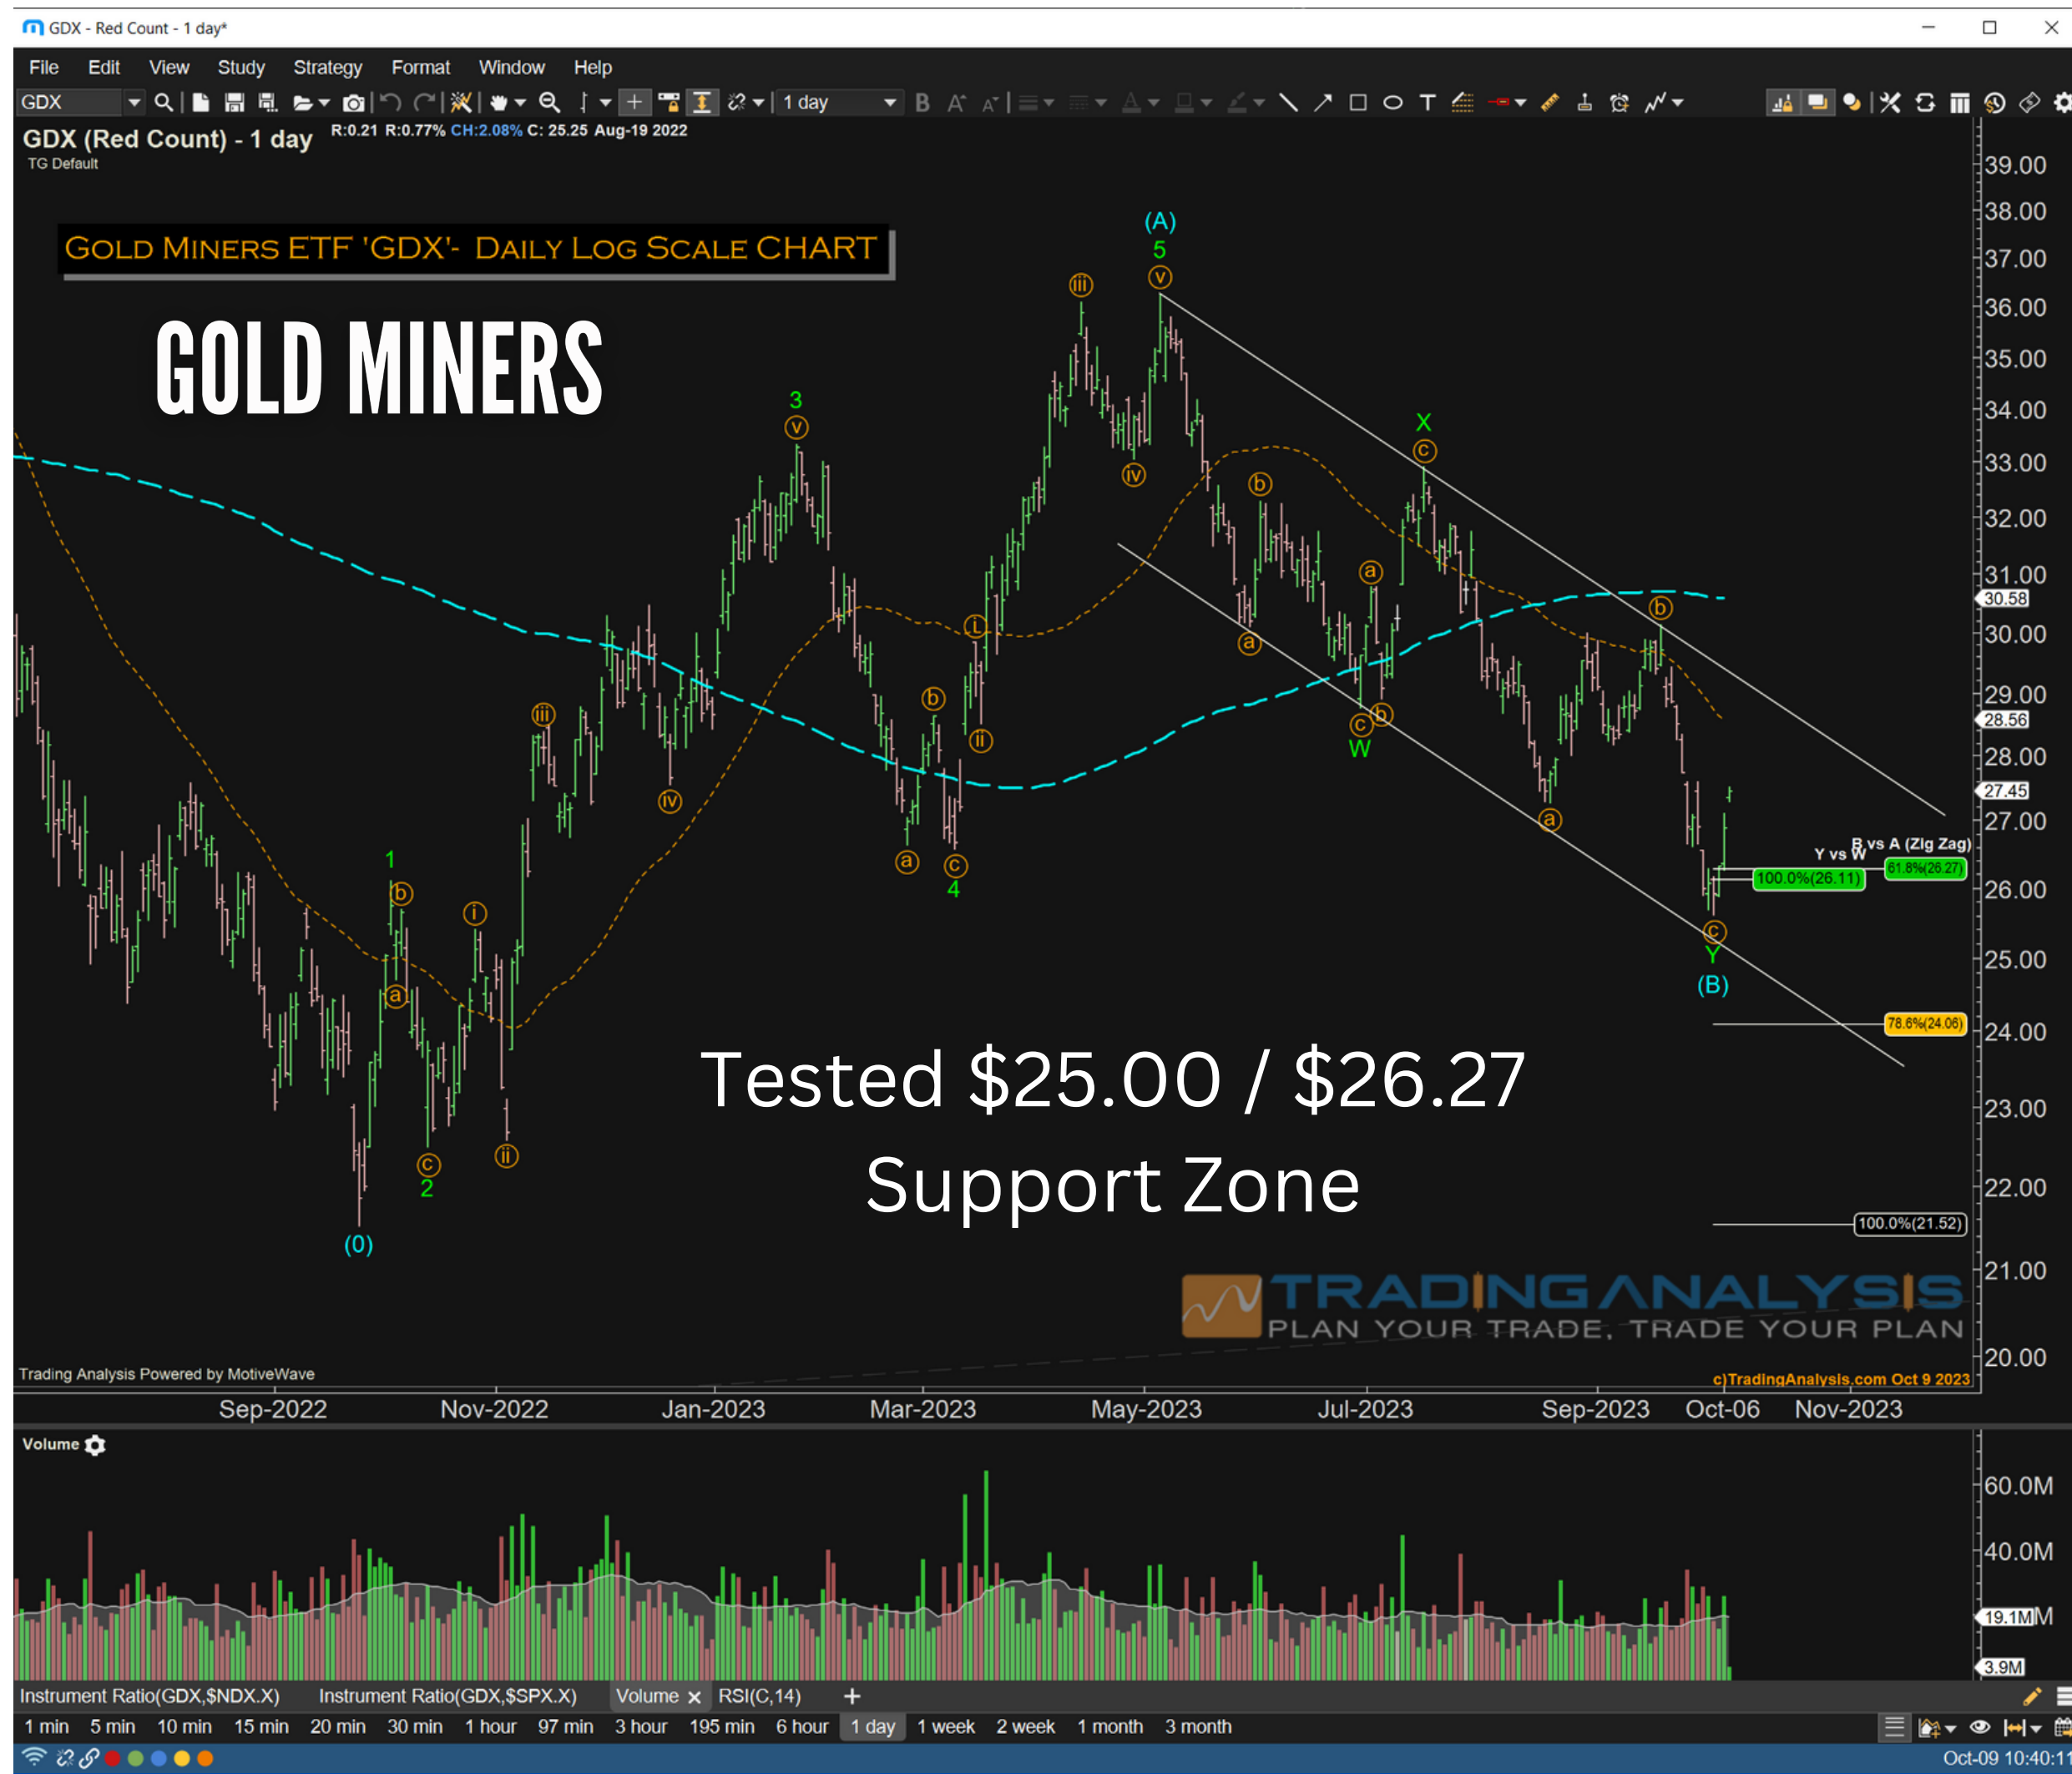 GDX - Red Count - 1 day*
File Edit View Study Strategy Format Window Help
GDX 1 day B A A A T
GDX (Red Count) - 1 day R:0.21 R:0.77% CH:2.08% C: 25.25 Aug-19 2022
TG Default
GOLD MINERS ETF 'GDX'- DAILY LOG SCALE CHART
GOLD MINERS
39.00
38.00
37.00
36.00
35.00
34.00
33.00
32.00
31.00
30.58
30.00
29.00
28.56
28.00
27.45
27.00
26.00
25.00
24.00
23.00
22.00
21.00
20.00
(A)
5
v
iii
3
v
iv
X
c
b
a
a
b
i
b
a
c
b
W
iii
ii
iv
b
a
c
4
1
b
i
a
c
2
ii
(0)
a
B vs A (Zig Zag)
Y vs W
61.8%(26.27)
100.0%(26.11)
c
Y
(B)
78.6%(24.06)
100.0%(21.52)
Tested $25.00 / $26.27
Support Zone
TRADINGANALYSIS
PLAN YOUR TRADE, TRADE YOUR PLAN
Trading Analysis Powered by MotiveWave
c)TradingAnalysis.com Oct 9 2023
Sep-2022 Nov-2022 Jan-2023 Mar-2023 May-2023 Jul-2023 Sep-2023 Oct-06 Nov-2023
Volume
60.0M
40.0M
19.1M M
3.9M
Instrument Ratio(GDX,$NDX.X) Instrument Ratio(GDX,$SPX.X) Volume RSI(C,14) +
1 min 5 min 10 min 15 min 20 min 30 min 1 hour 97 min 3 hour 195 min 6 hour 1 day 1 week 2 week 1 month 3 month
Oct-09 10:40:11